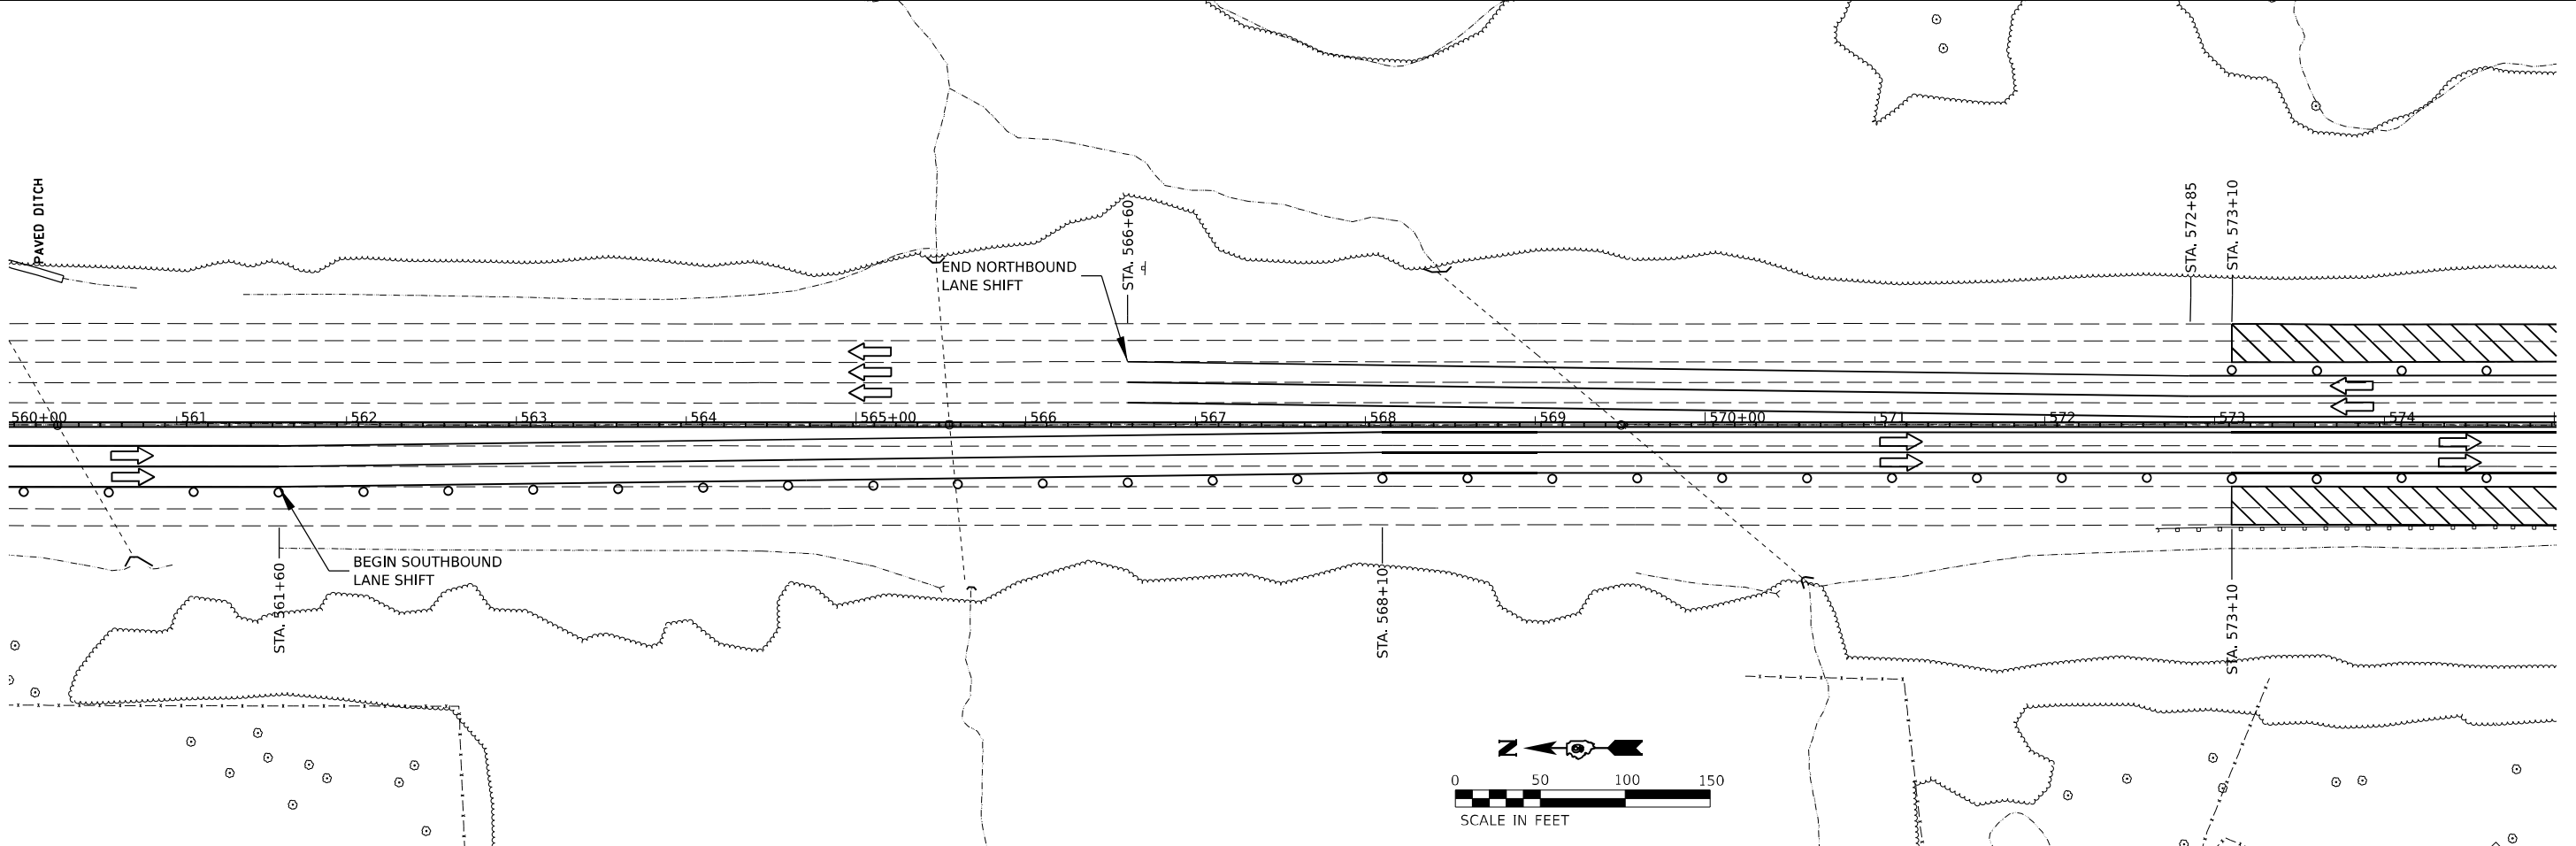 PAVED DITCH
STA. 566+60
STA. 572+85
STA. 573+10
END NORTHBOUND
LANE SHIFT
560+00 561 562 563 564 565+00 566 567 568 569 570+00 571 572 573 574
BEGIN SOUTHBOUND
LANE SHIFT
STA. 561+60
STA. 568+10
STA. 573+10
N
0 50 100 150
SCALE IN FEET